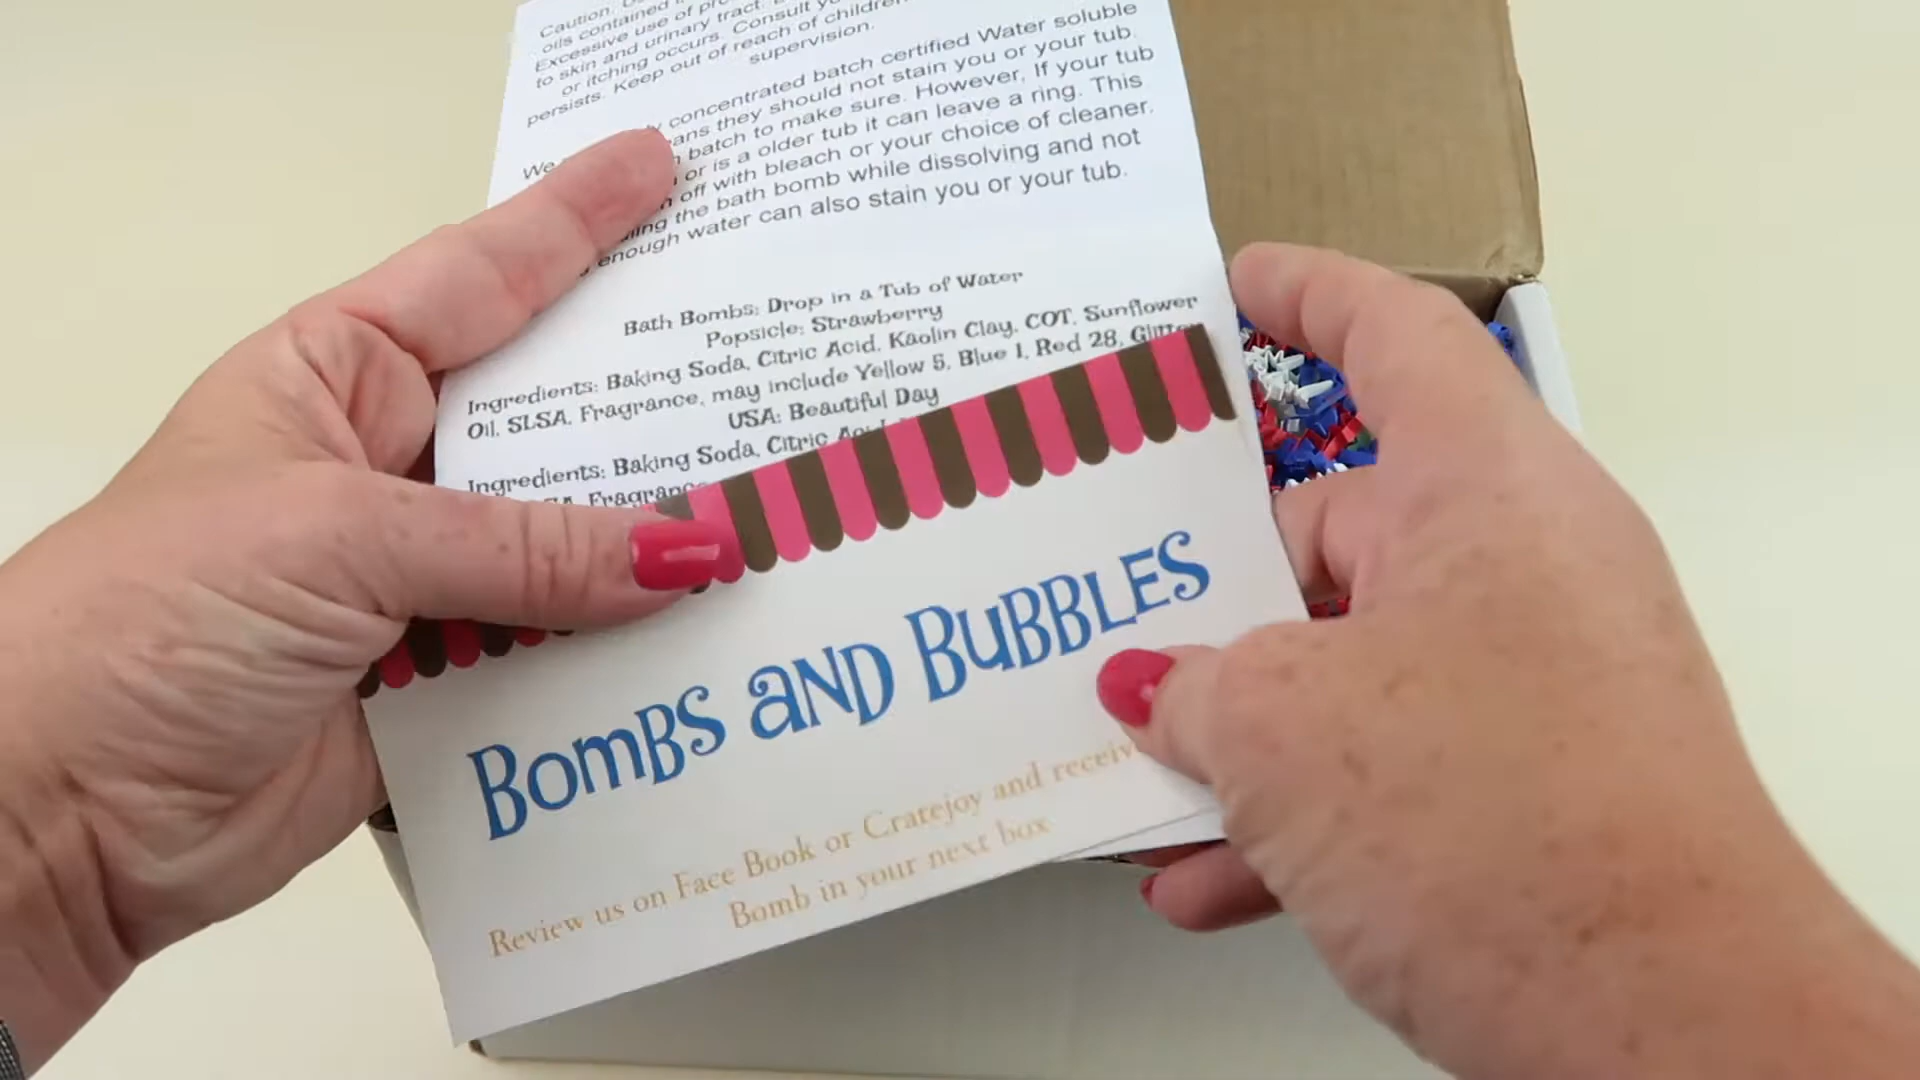 Caution.
oils contained
Excessive use of
to skin and urinary tract.
or itching occurs. Consult
persists. Keep out of reach of children
supervision.
We concentrated batch certified Water soluble
they should not stain you or your tub.
batch to make sure. However, If your tub
or is a older tub it can leave a ring. This
off with bleach or your choice of cleaner.
the bath bomb while dissolving and not
enough water can also stain you or your tub.
Bath Bombs: Drop in a Tub of Water
Popsicle: Strawberry
Ingredients: Baking Soda, Citric Acid, Kaolin Clay, COT, Sunflower
Oil, SLSA, Fragrance, may include Yellow 5, Blue 1, Red 28, Glitter
USA: Beautiful Day
Ingredients: Baking Soda, Citric Acid
Fragrance
BOMBS AND BUBBLES
Review us on Face Book or Cratejoy and receive
Bomb in your next box